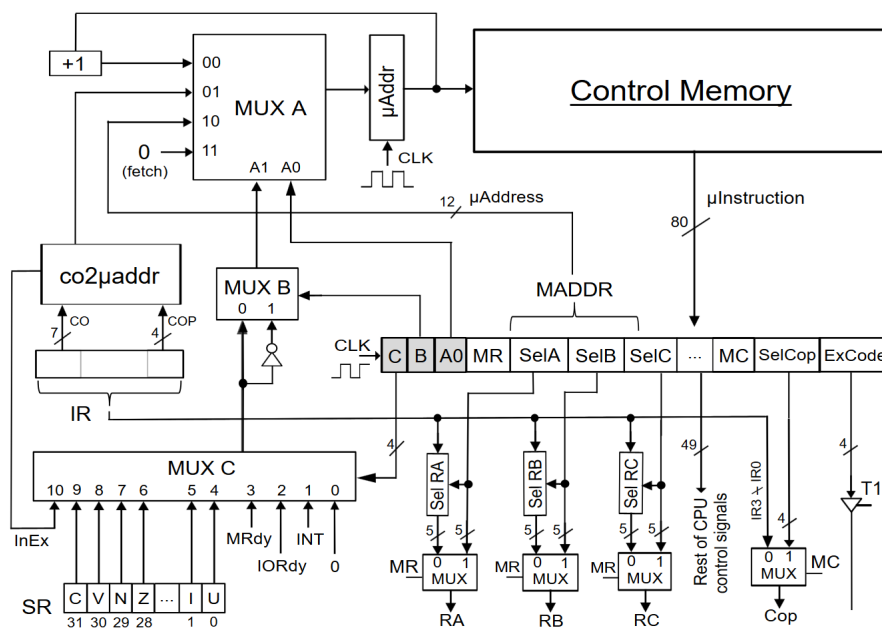 +1
00
01
10
11
MUX A
A1 A0
0
(fetch)
µAddr
CLK
Control Memory
12
µAddress
80
µInstruction
co2µaddr
7
CO
4
COP
IR
MUX B
0 1
MADDR
CLK
C B A0 MR SelA SelB SelC ... MC SelCop ExCode
MUX C
10 9 8 7 6 5 4 3 2 1 0
4
InEx
MRdy
IORdy
INT
0
SR
C V N Z ... I U
31 30 29 28 1 0
Sel RA
Sel RB
Sel RC
5 5 5 5 5 5
49
Rest of CPU
control signals
IR3
IR0
4
4
T1
MR
0 1
MUX
RA
MR
0 1
MUX
RB
MR
0 1
MUX
RC
0 1
MUX
MC
Cop